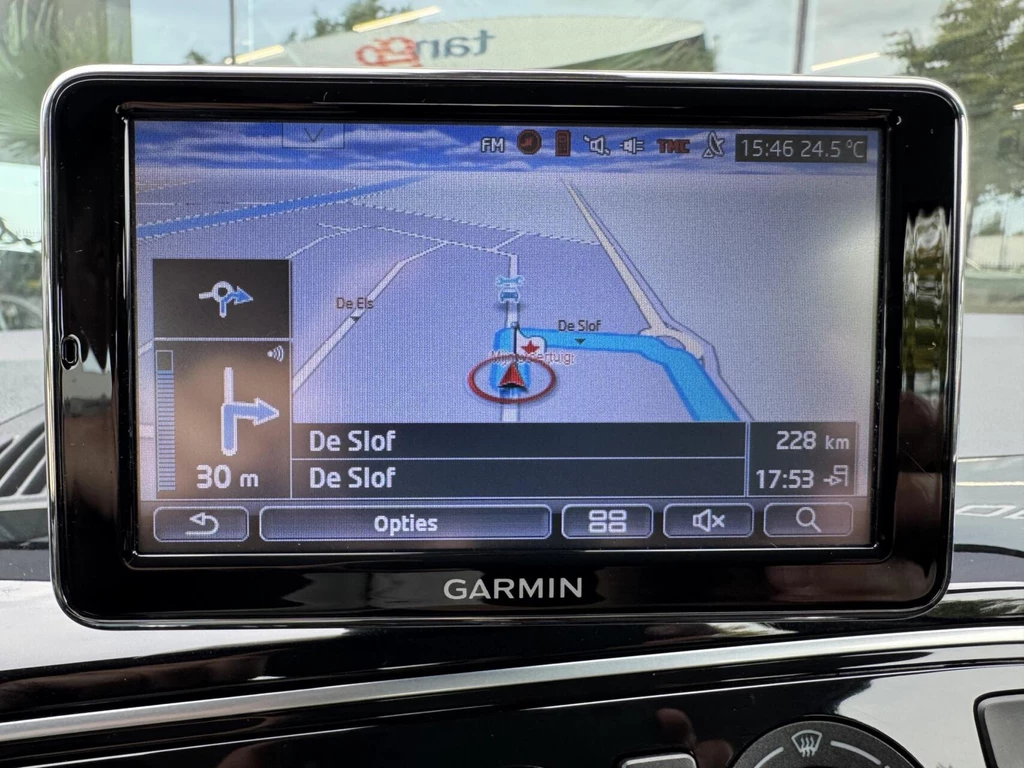 tango
FM TMC 15:46 24.5 °C
De Els
De Slof
30 m
De Slof
228 km
De Slof
17:53
Opties
GARMIN